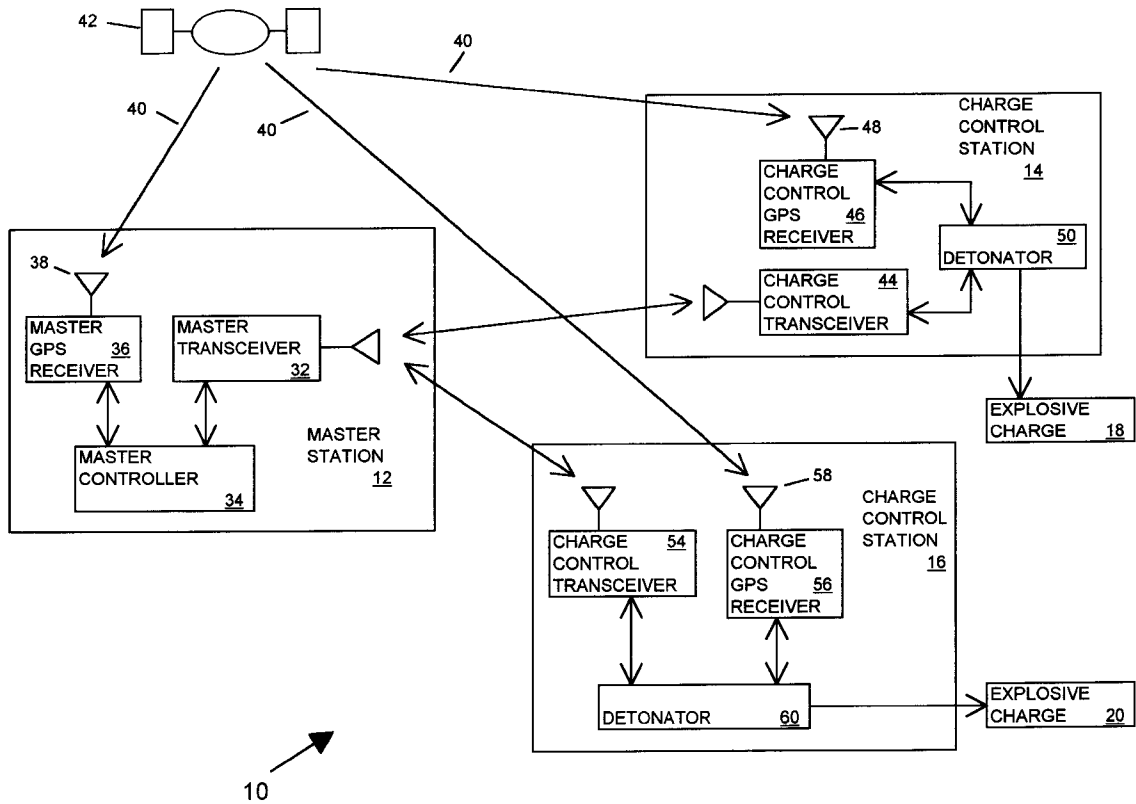 42
40
40
40
CHARGE
CONTROL
STATION
14
48
CHARGE
CONTROL
GPS 46
RECEIVER
50
DETONATOR
CHARGE 44
CONTROL
TRANSCEIVER
EXPLOSIVE
CHARGE 18
38
MASTER
GPS 36
RECEIVER
MASTER
TRANSCEIVER
32
MASTER
STATION
12
MASTER
CONTROLLER
34
58
CHARGE
CONTROL
STATION
16
CHARGE 54
CONTROL
TRANSCEIVER
CHARGE
CONTROL
GPS 56
RECEIVER
DETONATOR 60
EXPLOSIVE
CHARGE 20
10